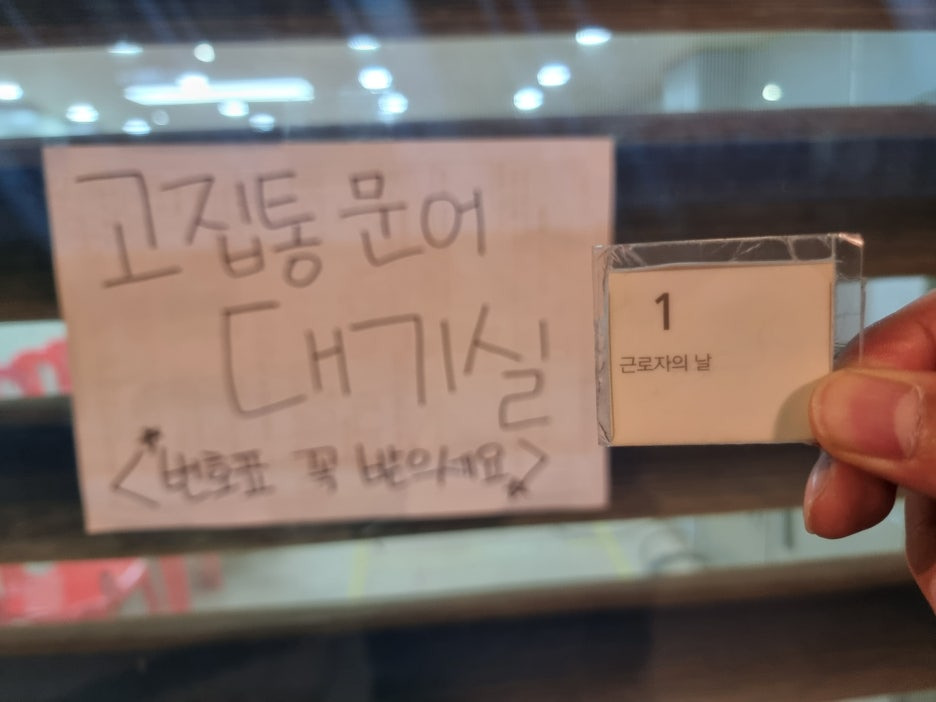 고집통문어
대기실
<번호표 꼭 받으세요>
1
근로자의 날